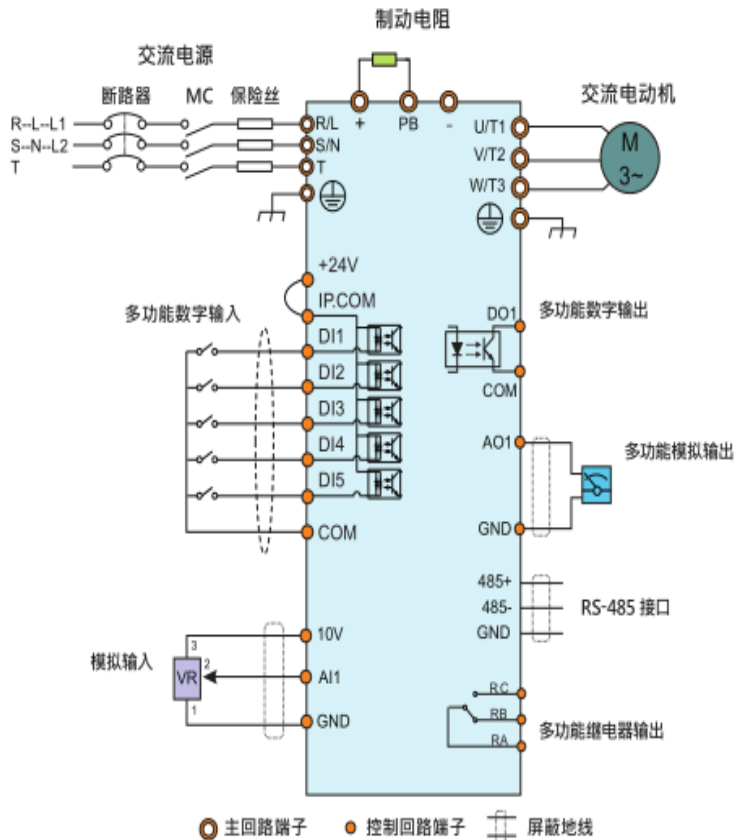 制动电阻
交流电源
断路器 MC 保险丝
交流电动机
R--L--L1
S--N--L2
T
R/L
S/N
T
+ PB -
U/T1
V/T2
W/T3
M
3~
+24V
IP.COM
多功能数字输入
DI1
DI2
DI3
DI4
DI5
COM
DO1
多功能数字输出
COM
AO1
多功能模拟输出
GND
485+
485-
RS-485 接口
GND
模拟输入
3
VR
2
1
10V
AI1
GND
RC
RB
RA
多功能继电器输出
主回路端子 控制回路端子 屏蔽地线